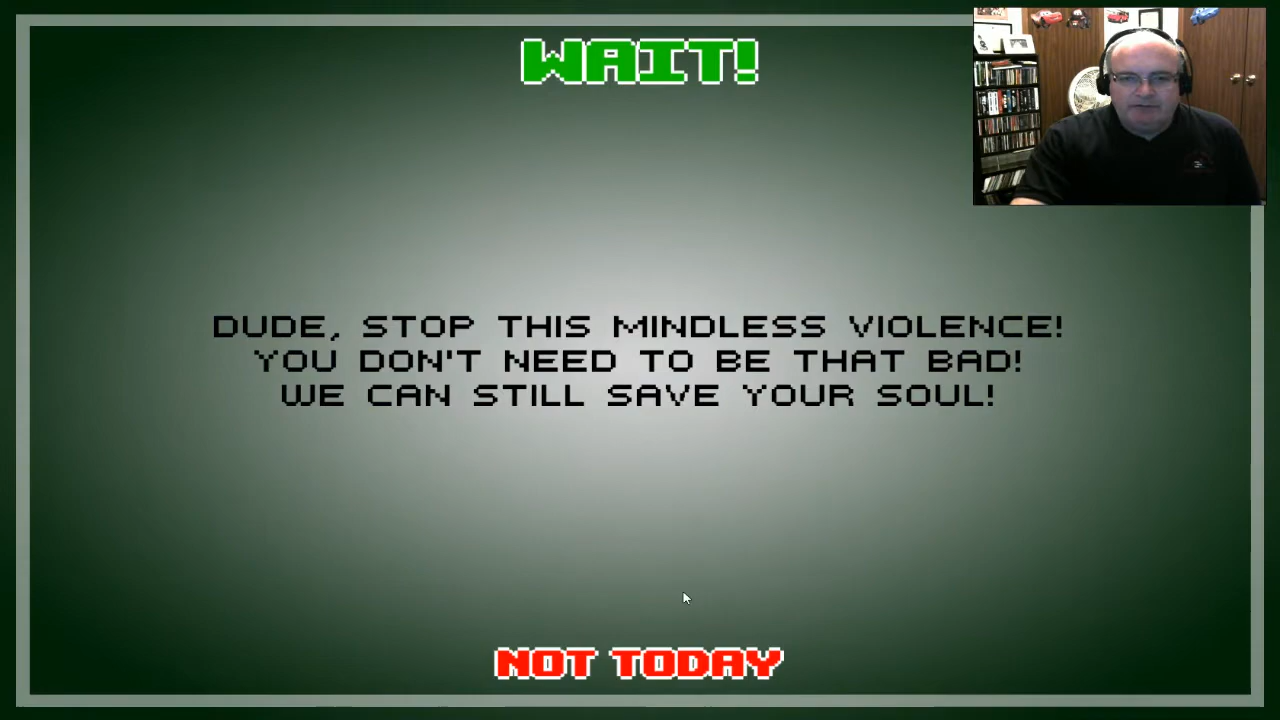 WAIT!
DUDE, STOP THIS MINDLESS VIOLENCE!
YOU DON'T NEED TO BE THAT BAD!
WE CAN STILL SAVE YOUR SOUL!
NOT TODAY